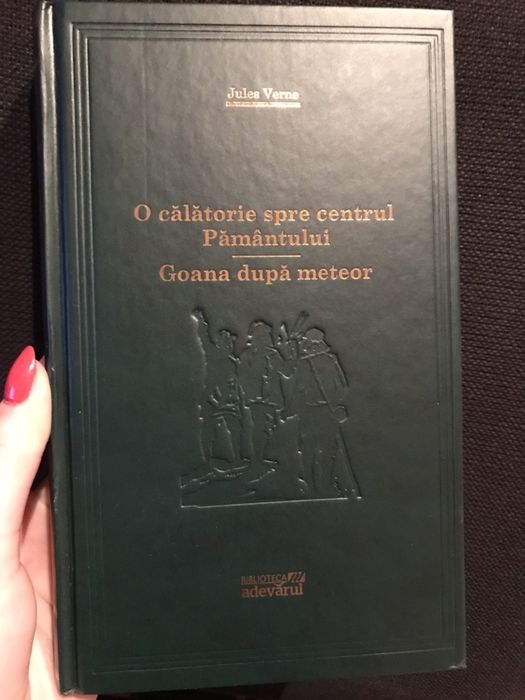 Jules Verne
O călătorie spre centrul
Pământului
Goana după meteor
BIBLIOTECA
adevărul